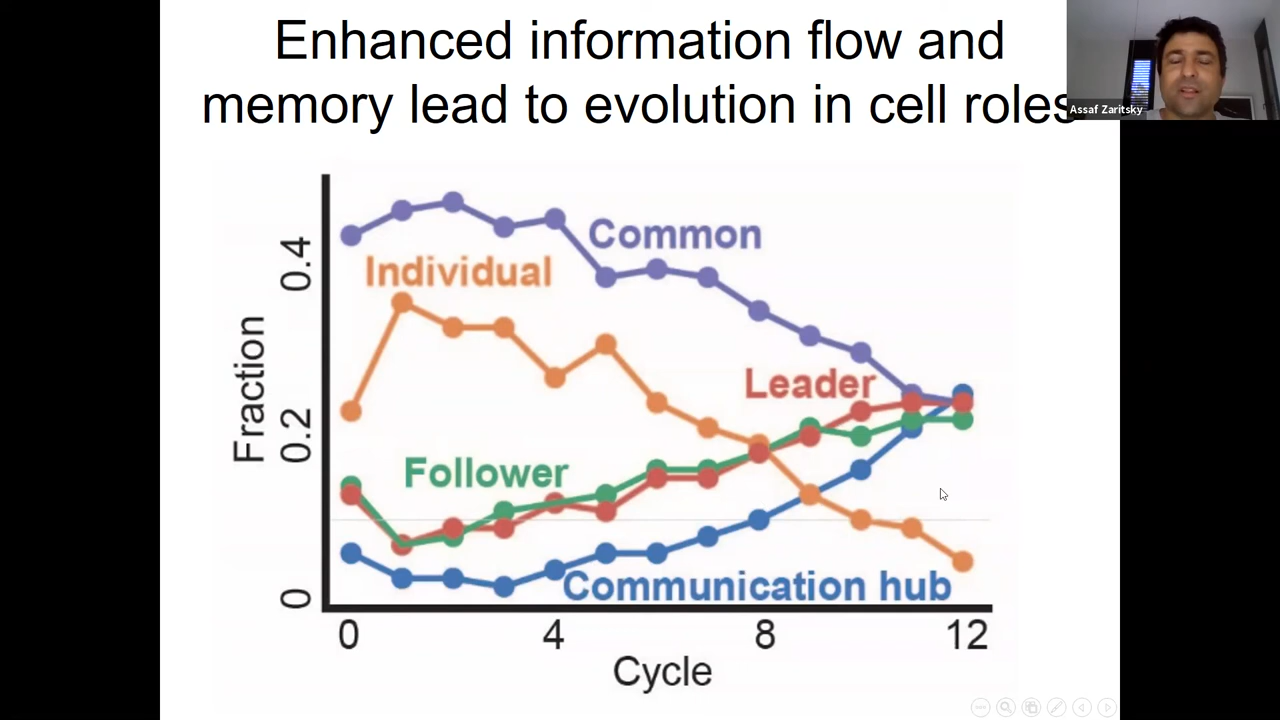 Enhanced information flow and
memory lead to evolution in cell roles
Assaf Zaritsky
Common
Individual
Leader
Follower
Communication hub
Fraction
0.4
0.2
0
0 4 8 12
Cycle